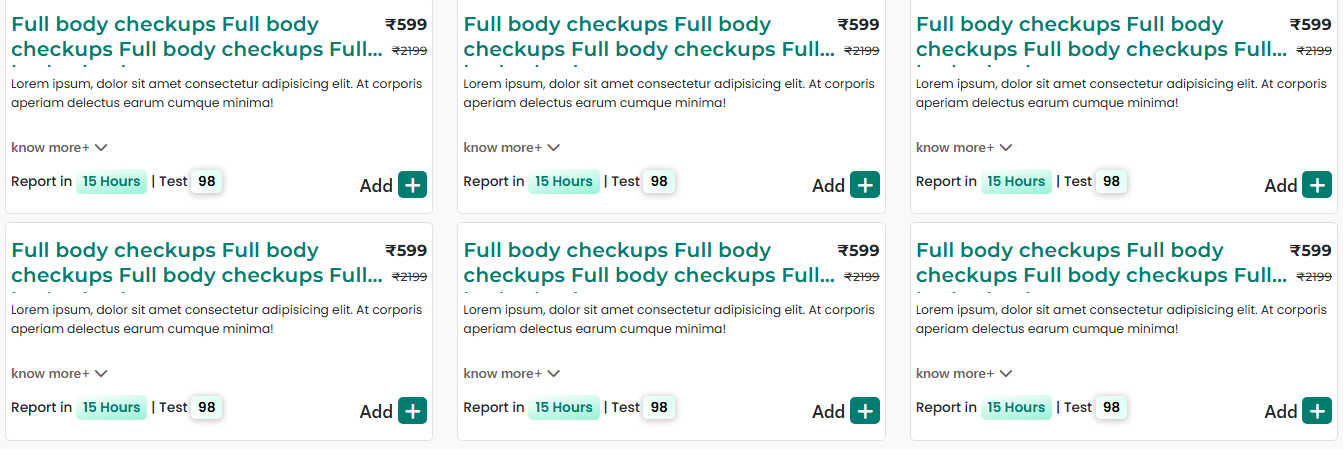 Full body checkups Full body checkups Full body checkups Full...
₹599
₹2199
Lorem ipsum, dolor sit amet consectetur adipisicing elit. At corporis
aperiam delectus earum cumque minima!
know more+
Report in 15 Hours | Test 98
Add +
Full body checkups Full body checkups Full body checkups Full...
₹599
₹2199
Lorem ipsum, dolor sit amet consectetur adipisicing elit. At corporis
aperiam delectus earum cumque minima!
know more+
Report in 15 Hours | Test 98
Add +
Full body checkups Full body checkups Full body checkups Full...
₹599
₹2199
Lorem ipsum, dolor sit amet consectetur adipisicing elit. At corporis
aperiam delectus earum cumque minima!
know more+
Report in 15 Hours | Test 98
Add +
Full body checkups Full body checkups Full body checkups Full...
₹599
₹2199
Lorem ipsum, dolor sit amet consectetur adipisicing elit. At corporis
aperiam delectus earum cumque minima!
know more+
Report in 15 Hours | Test 98
Add +
Full body checkups Full body checkups Full body checkups Full...
₹599
₹2199
Lorem ipsum, dolor sit amet consectetur adipisicing elit. At corporis
aperiam delectus earum cumque minima!
know more+
Report in 15 Hours | Test 98
Add +
Full body checkups Full body checkups Full body checkups Full...
₹599
₹2199
Lorem ipsum, dolor sit amet consectetur adipisicing elit. At corporis
aperiam delectus earum cumque minima!
know more+
Report in 15 Hours | Test 98
Add +